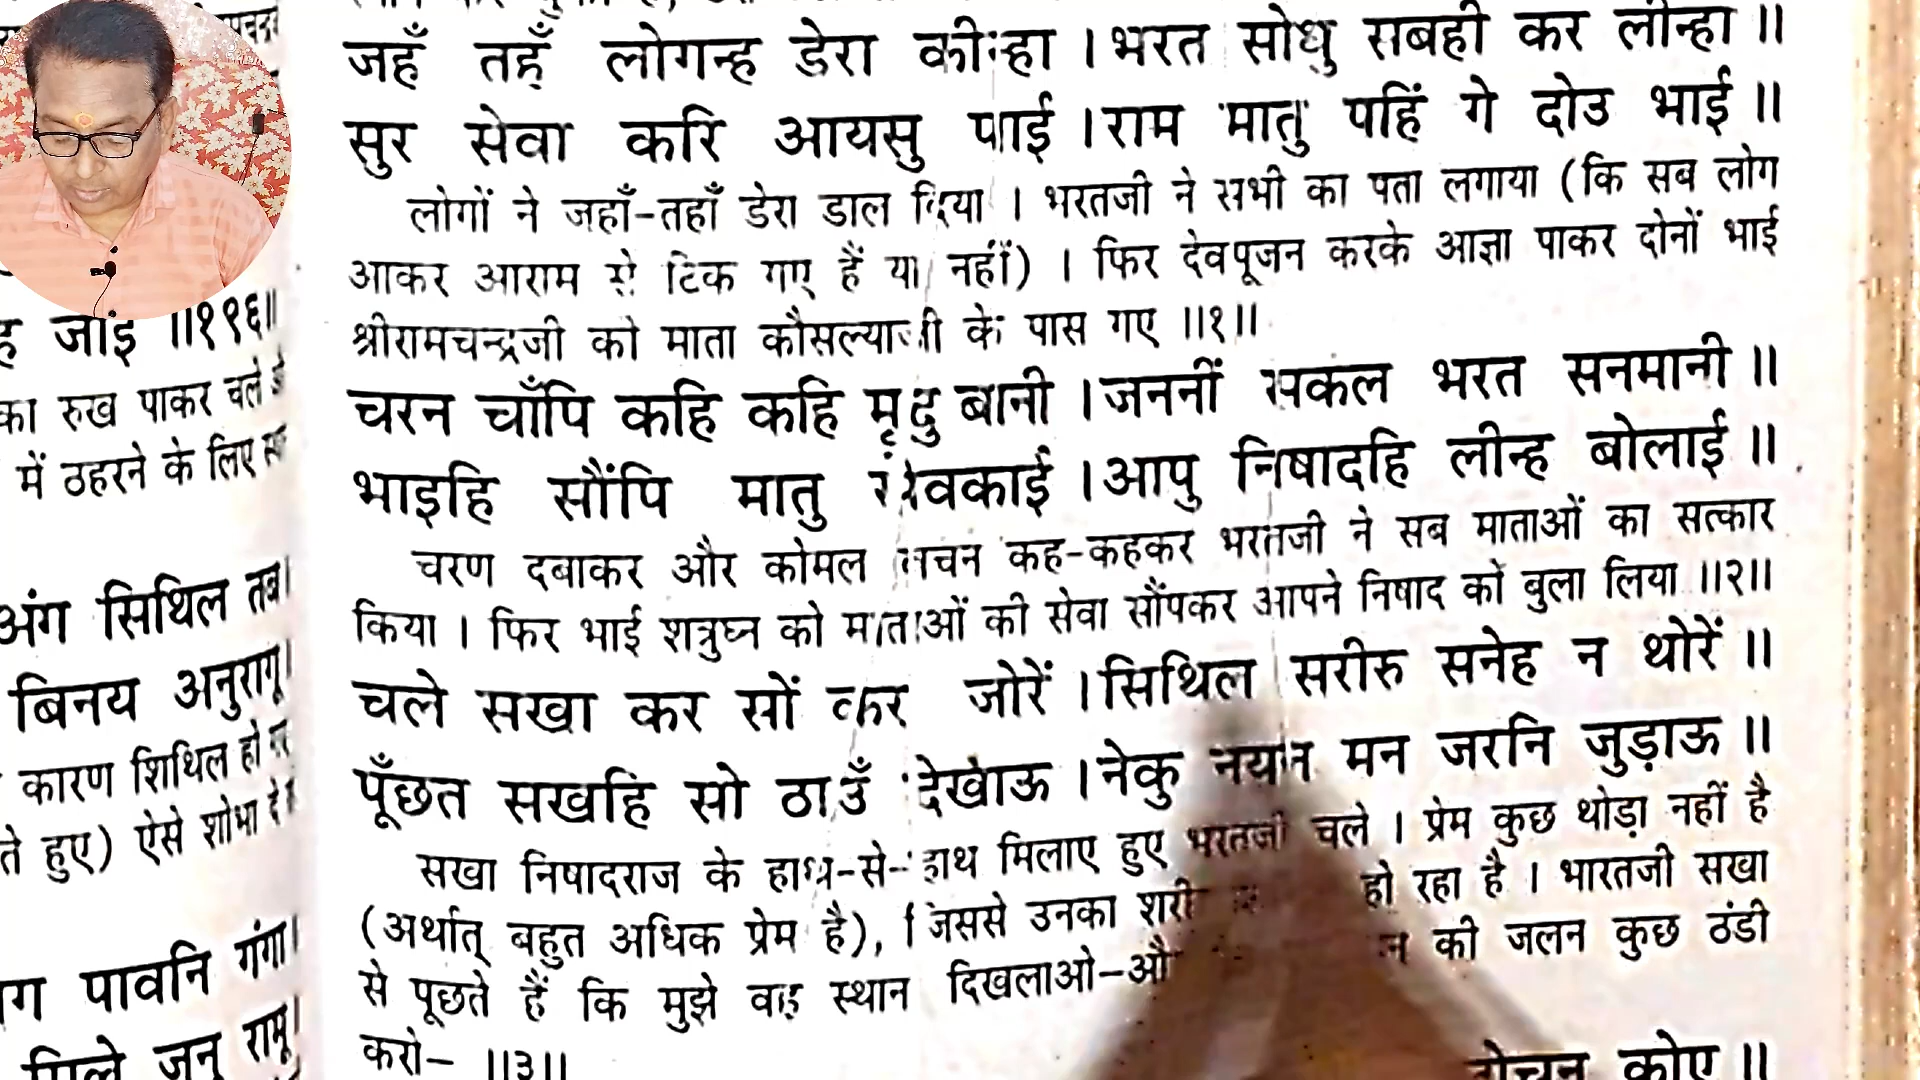 जाइ ॥१९६॥
का रुख पाकर चले
में ठहरने के लिए
अंग सिथिल तनु।
बिनय अनुरागू।
कारण शिथिल हो
ते हुए) ऐसे शोभा दे
पावनि गंगा।
मिले जनु रामू।
जहँ तहँ लोगन्ह डेरा कीन्हा । भरत सोधु सबही कर लीन्हा ॥
सुर सेवा करि आयसु पाई । राम मातु पहिं गे दोउ भाई ॥
लोगों ने जहाँ-तहाँ डेरा डाल दिया । भरतजी ने सभी का पता लगाया (कि सब लोग
आकर आराम से टिक गए हैं या नहीं) । फिर देवपूजन करके आज्ञा पाकर दोनों भाई
श्रीरामचन्द्रजी की माता कौसल्याजी के पास गए ॥१॥
चरन चाँपि कहि कहि मृदु बानी । जननीं सकल भरत सनमानी ॥
भाइहि सौंपि मातु सेवकाई । आपु निषादहि लीन्ह बोलाई ॥
चरण दबाकर और कोमल वचन कह-कहकर भरतजी ने सब माताओं का सत्कार
किया । फिर भाई शत्रुघ्न को माताओं की सेवा सौंपकर आपने निषाद को बुला लिया ॥२॥
चले सखा कर सों कर जोरें । सिथिल सरीरु सनेह न थोरें ॥
पूँछत सखहि सो ठाउँ देखाऊ । नेकु नयन मन जरनि जुड़ाऊ ॥
सखा निषादराज के हाथ-से-हाथ मिलाए हुए भरतजी चले । प्रेम कुछ थोड़ा नहीं है
(अर्थात् बहुत अधिक प्रेम है), जिससे उनका हो रहा है । भारतजी सखा
से पूछते हैं कि मुझे वह स्थान दिखलाओ– की जलन कुछ ठंडी
करो– ॥३॥
कोए ॥